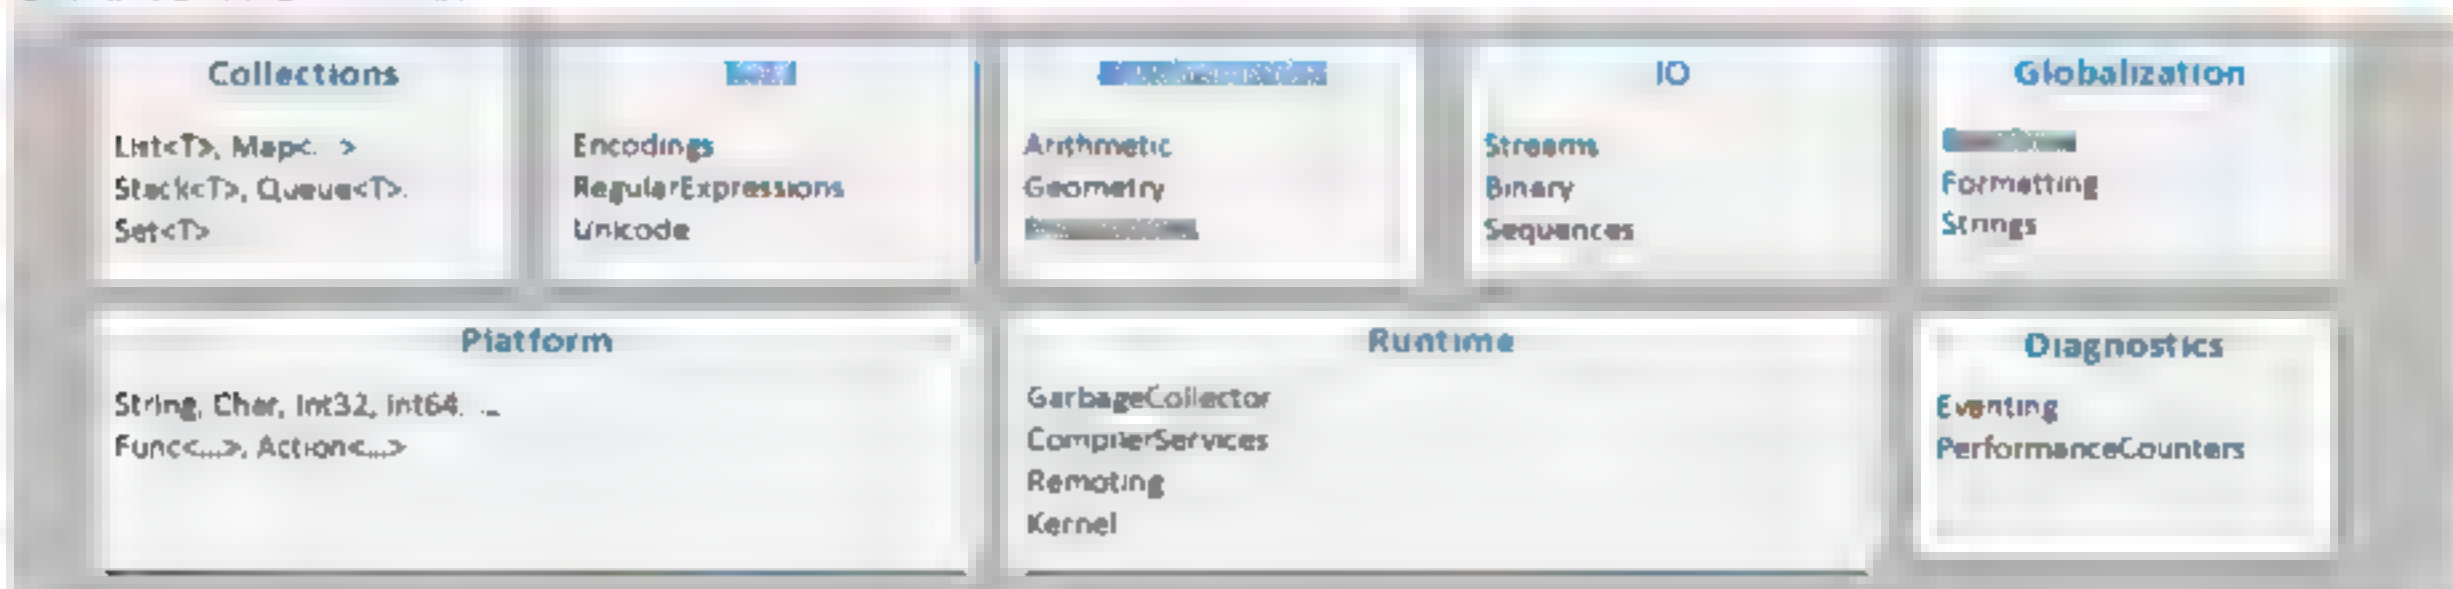 Collections
List<T>, Map<...>
Stack<T>, Queue<T>,
Set<T>
Encodings
RegularExpressions
Unicode
Arithmetic
Geometry
IO
Streams
Binary
Sequences
Globalization
Formatting
Strings
Platform
String, Char, Int32, Int64, ...
Func<...>, Action<...>
Runtime
GarbageCollector
CompilerServices
Remoting
Kernel
Diagnostics
Eventing
PerformanceCounters